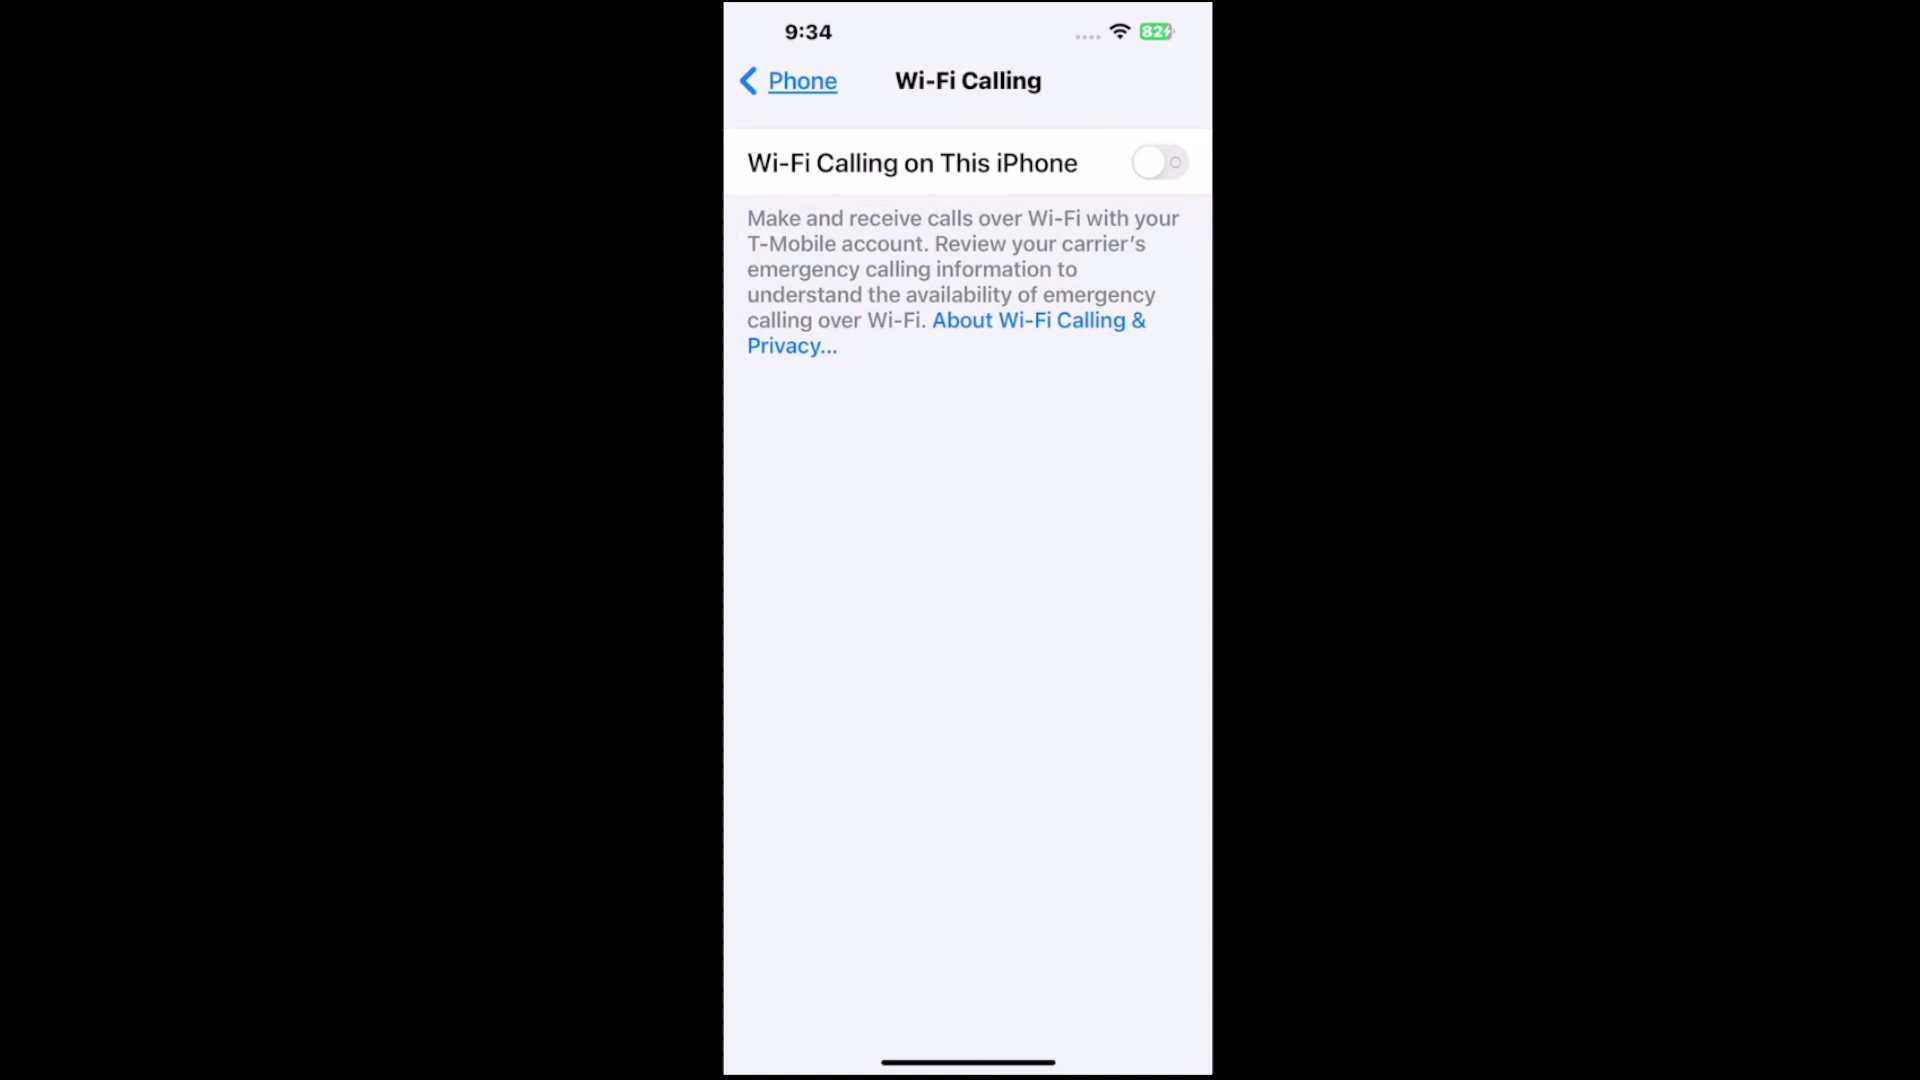 9:34
82
Phone
Wi-Fi Calling
Wi-Fi Calling on This iPhone
Make and receive calls over Wi-Fi with your
T-Mobile account. Review your carrier's
emergency calling information to
understand the availability of emergency
calling over Wi-Fi. About Wi-Fi Calling &
Privacy...